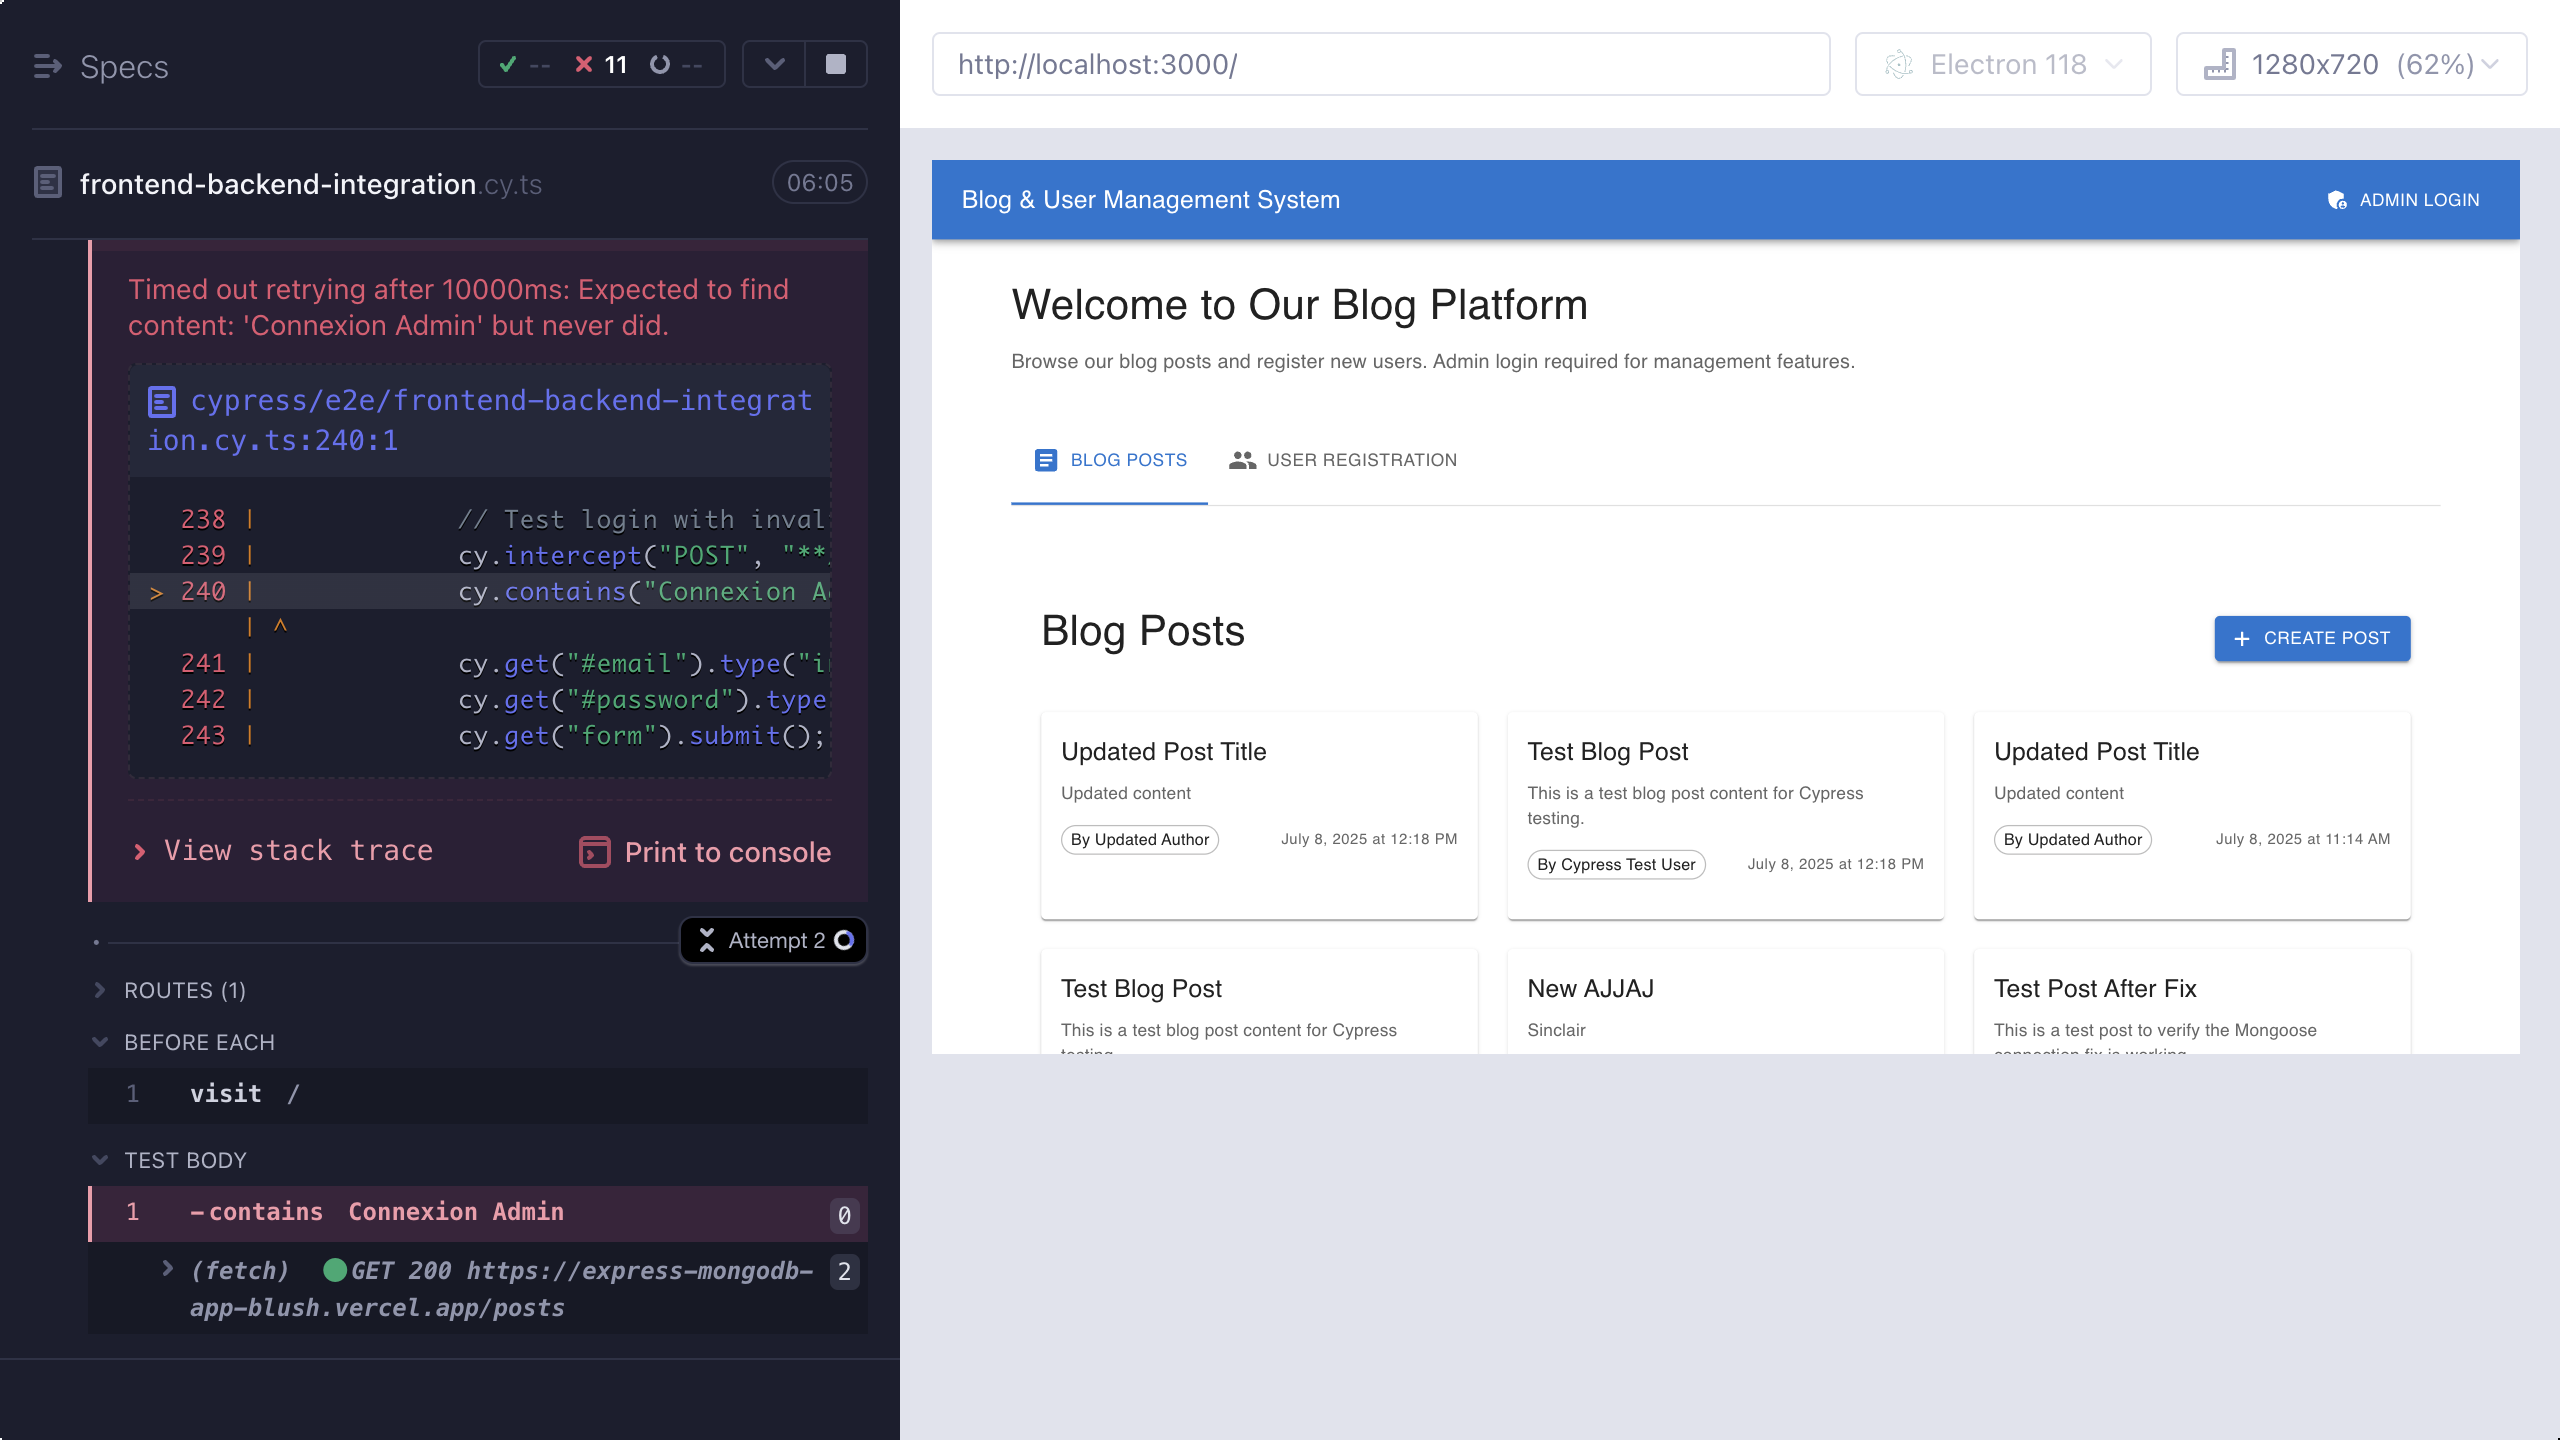 Specs
-- 11 --
frontend-backend-integration.cy.ts 06:05
Timed out retrying after 10000ms: Expected to find
content: 'Connexion Admin' but never did.
cypress/e2e/frontend-backend-integrat
ion.cy.ts:240:1
238 | // Test login with inval
239 | cy.intercept("POST", "**
> 240 | cy.contains("Connexion A
| ^
241 | cy.get("#email").type("i
242 | cy.get("#password").type
243 | cy.get("form").submit();
View stack trace
Print to console
Attempt 2
ROUTES (1)
BEFORE EACH
1 visit /
TEST BODY
1 -contains Connexion Admin 0
(fetch) GET 200 https://express-mongodb- 2
app-blush.vercel.app/posts
http://localhost:3000/
Electron 118
1280x720 (62%)
Blog & User Management System
ADMIN LOGIN
Welcome to Our Blog Platform
Browse our blog posts and register new users. Admin login required for management features.
BLOG POSTS
USER REGISTRATION
Blog Posts
+ CREATE POST
Updated Post Title
Updated content
By Updated Author
July 8, 2025 at 12:18 PM
Test Blog Post
This is a test blog post content for Cypress
testing.
By Cypress Test User
July 8, 2025 at 12:18 PM
Updated Post Title
Updated content
By Updated Author
July 8, 2025 at 11:14 AM
Test Blog Post
This is a test blog post content for Cypress
testing.
New AJJAJ
Sinclair
Test Post After Fix
This is a test post to verify the Mongoose
connection fix is working.